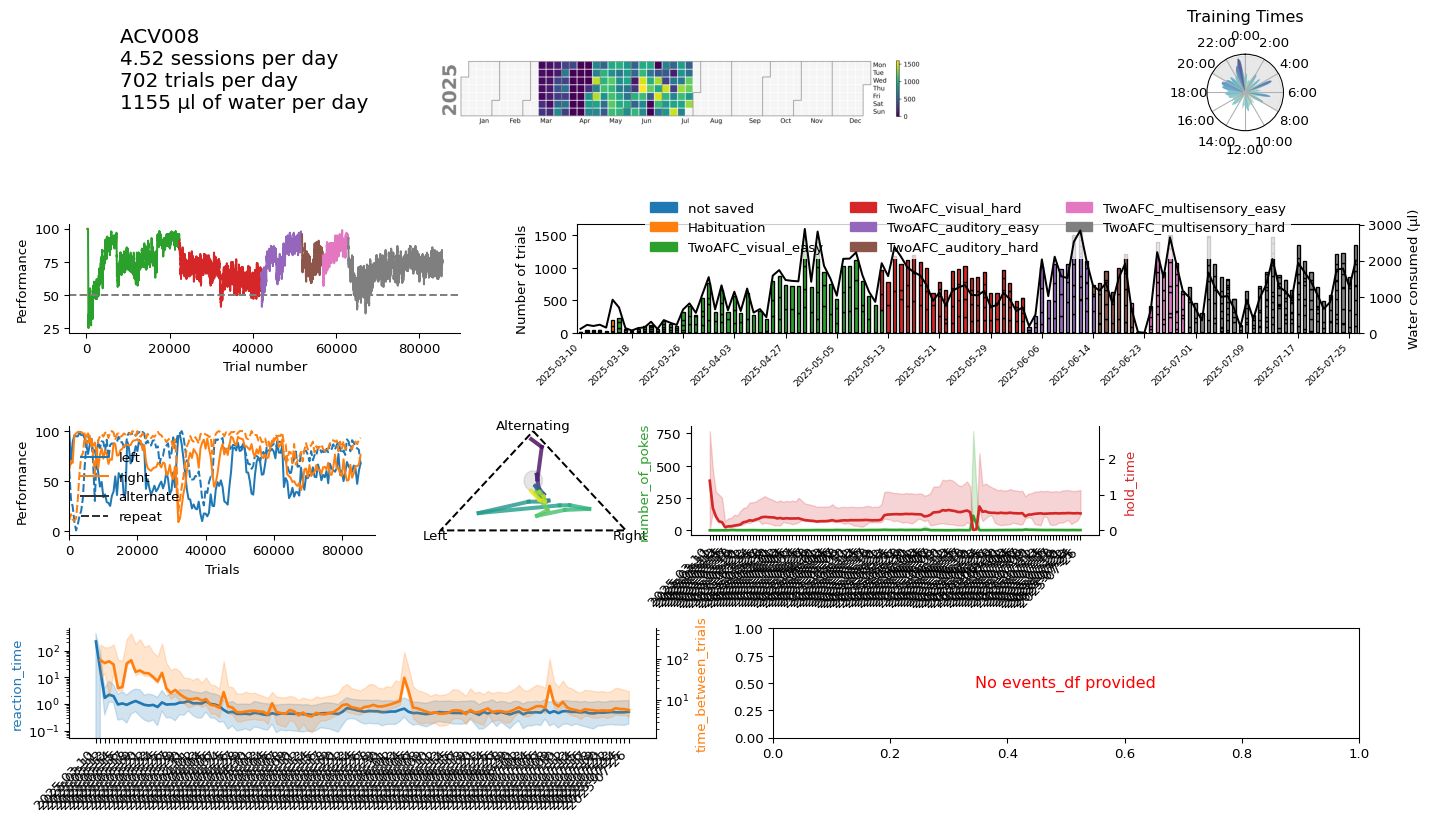 ACV008
4.52 sessions per day
702 trials per day
1155 µl of water per day
2025
Jan Feb Mar Apr May Jun Jul Aug Sep Oct Nov Dec
Mon
Tue
Wed
Thu
Fri
Sat
Sun
1500
1000
500
0
Training Times
0:00
2:00
4:00
6:00
8:00
10:00
12:00
14:00
16:00
18:00
20:00
22:00
Performance
100
75
50
25
0 20000 40000 60000 80000
Trial number
not saved
Habituation
TwoAFC_visual_easy
TwoAFC_visual_hard
TwoAFC_auditory_easy
TwoAFC_auditory_hard
TwoAFC_multisensory_easy
TwoAFC_multisensory_hard
Number of trials
1500
1000
500
0
Water consumed (µl)
3000
2000
1000
0
2025-03-10
2025-03-18
2025-03-26
2025-04-03
2025-04-27
2025-05-05
2025-05-13
2025-05-21
2025-05-29
2025-06-06
2025-06-14
2025-06-23
2025-07-01
2025-07-09
2025-07-17
2025-07-25
Performance
100
50
0
left
right
alternate
repeat
0 20000 40000 60000 80000
Trials
Alternating
Left
Right
number_of_pokes
750
500
250
0
hold_time
2
1
0
reaction_time
10²
10¹
10⁰
10⁻¹
time_between_trials
10²
10¹
1.00
0.75
0.50
0.25
0.00
No events_df provided
0.0 0.2 0.4 0.6 0.8 1.0